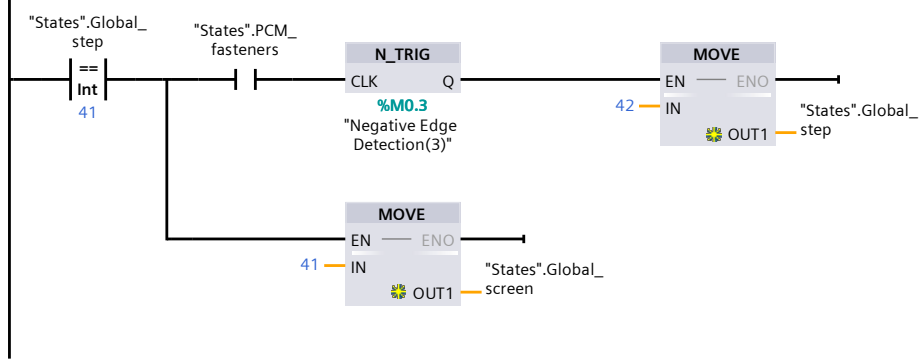 "States".Global_
step
"States".PCM_
fasteners
==
Int
41
N_TRIG
CLK Q
%M0.3
"Negative Edge
Detection(3)"
MOVE
EN ENO
42 IN
OUT1
"States".Global_
step
MOVE
EN ENO
41 IN
OUT1
"States".Global_
screen